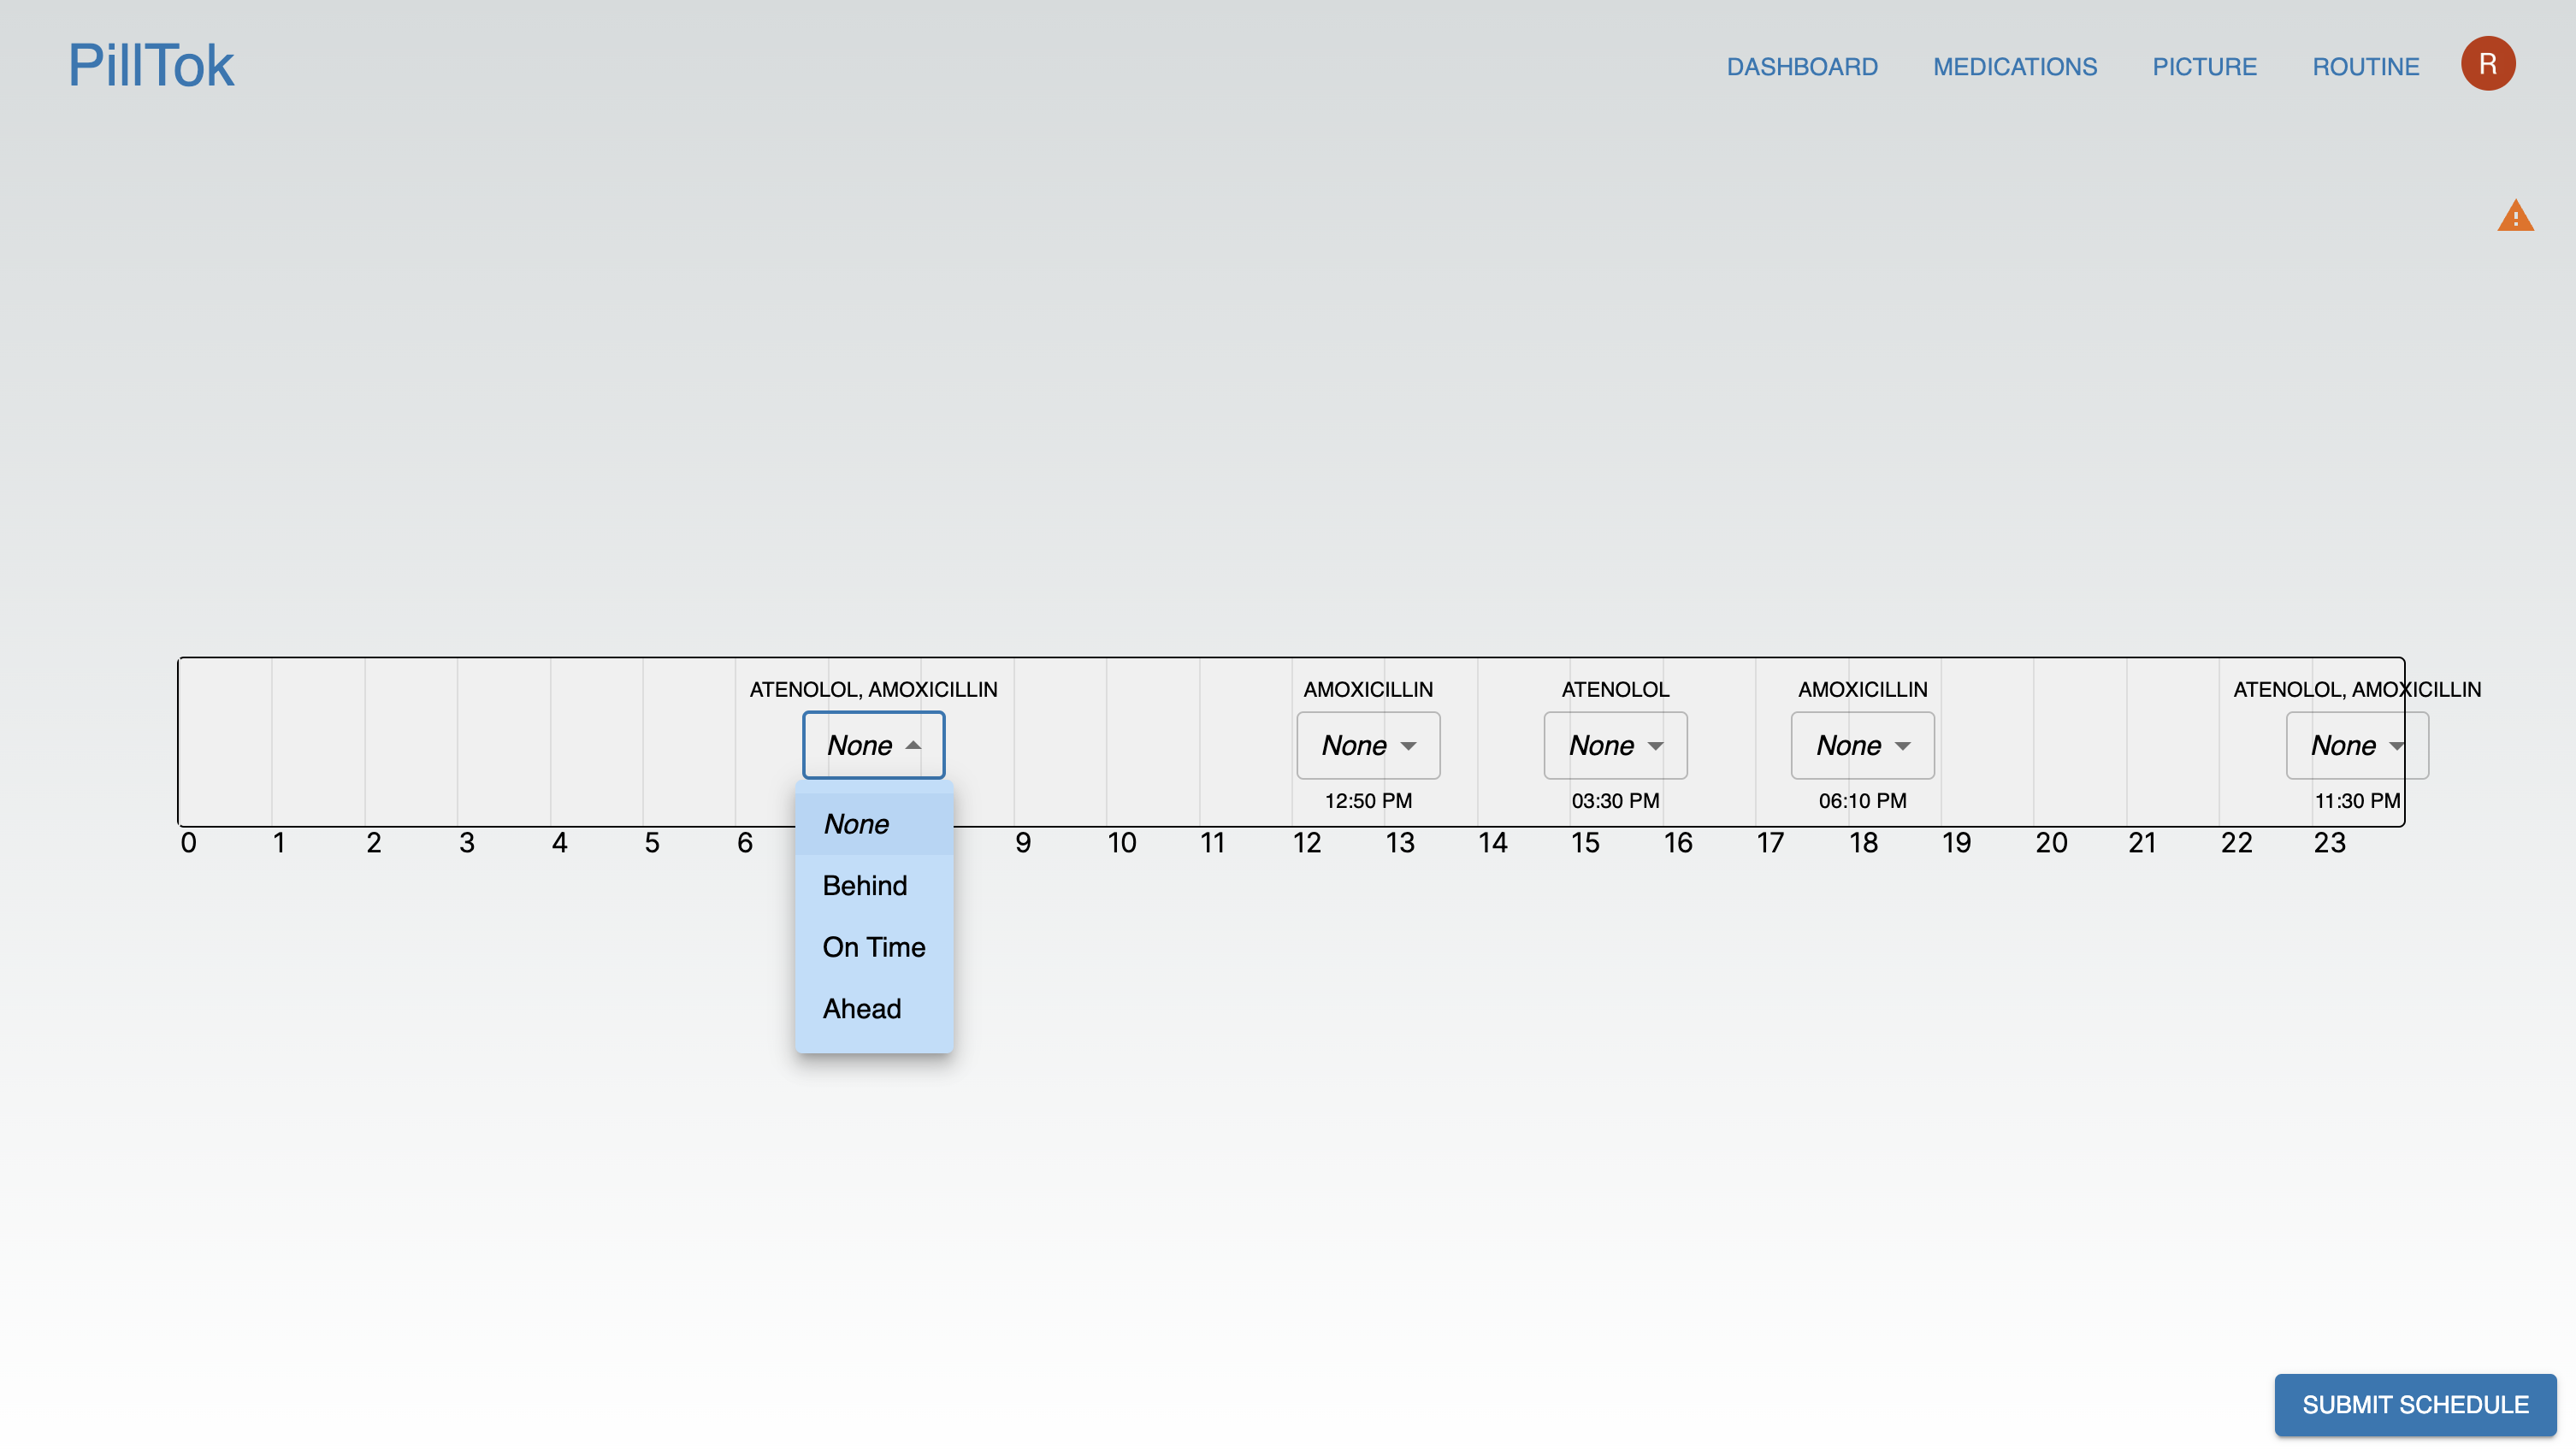 PillTok
DASHBOARD MEDICATIONS PICTURE ROUTINE R
ATENOLOL, AMOXICILLIN AMOXICILLIN ATENOLOL AMOXICILLIN ATENOLOL, AMOXICILLIN
None None None None None
12:50 PM 03:30 PM 06:10 PM 11:30 PM
0 1 2 3 4 5 6 9 10 11 12 13 14 15 16 17 18 19 20 21 22 23
None
Behind
On Time
Ahead
SUBMIT SCHEDULE